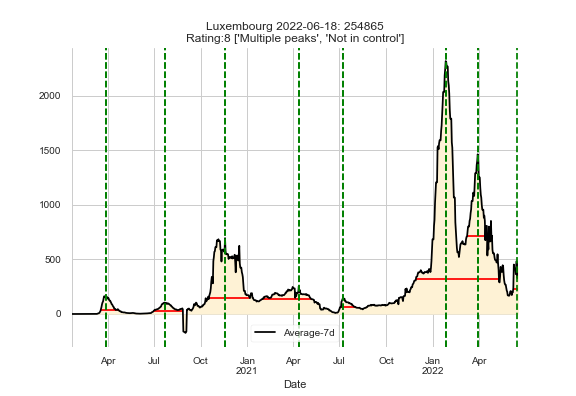 Luxembourg 2022-06-18: 254865
Rating:8 ['Multiple peaks', 'Not in control']
2000
1500
1000
500
0
Average-7d
Apr Jul Oct Jan Apr Jul Oct Jan Apr
2021 2022
Date